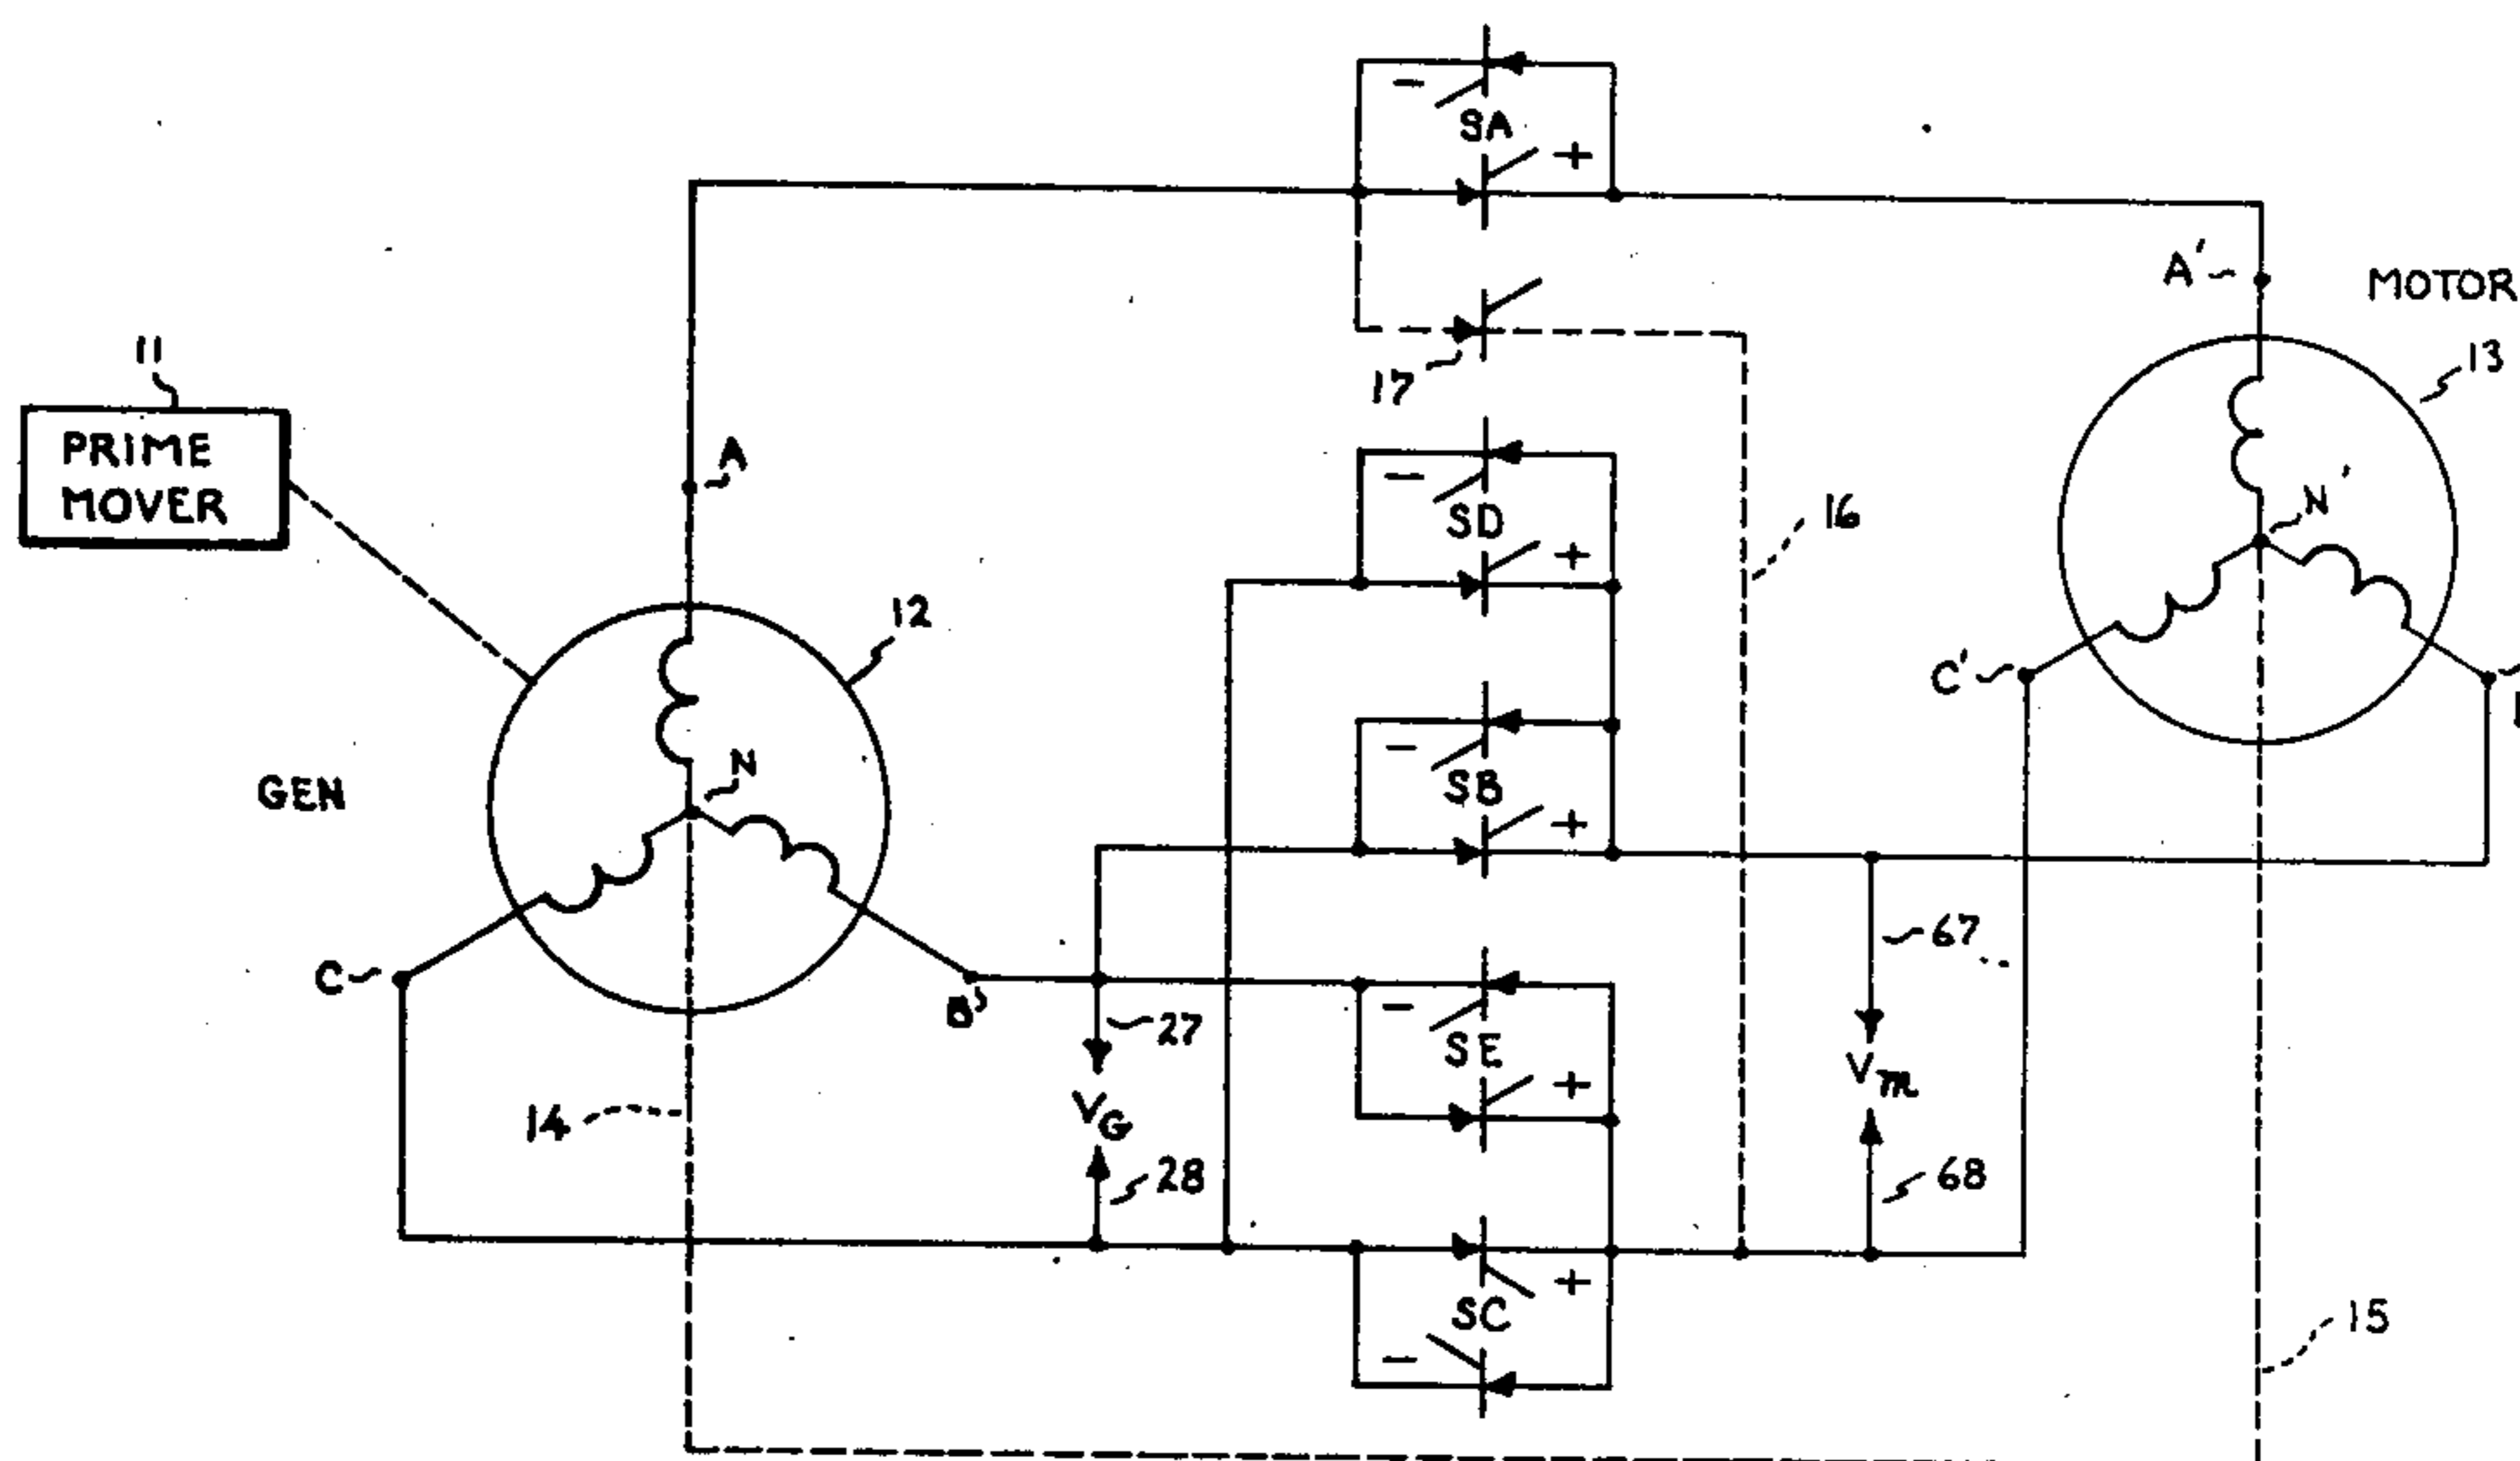 −
SA
+
A'
MOTOR
11
17
13
PRIME
MOVER
A
−
SD
+
16
N'
12
C'
−
SB
+
GEN
N
67
C
B
−
SE
+
27
Vm
14
VG
28
68
+
SC
−
15